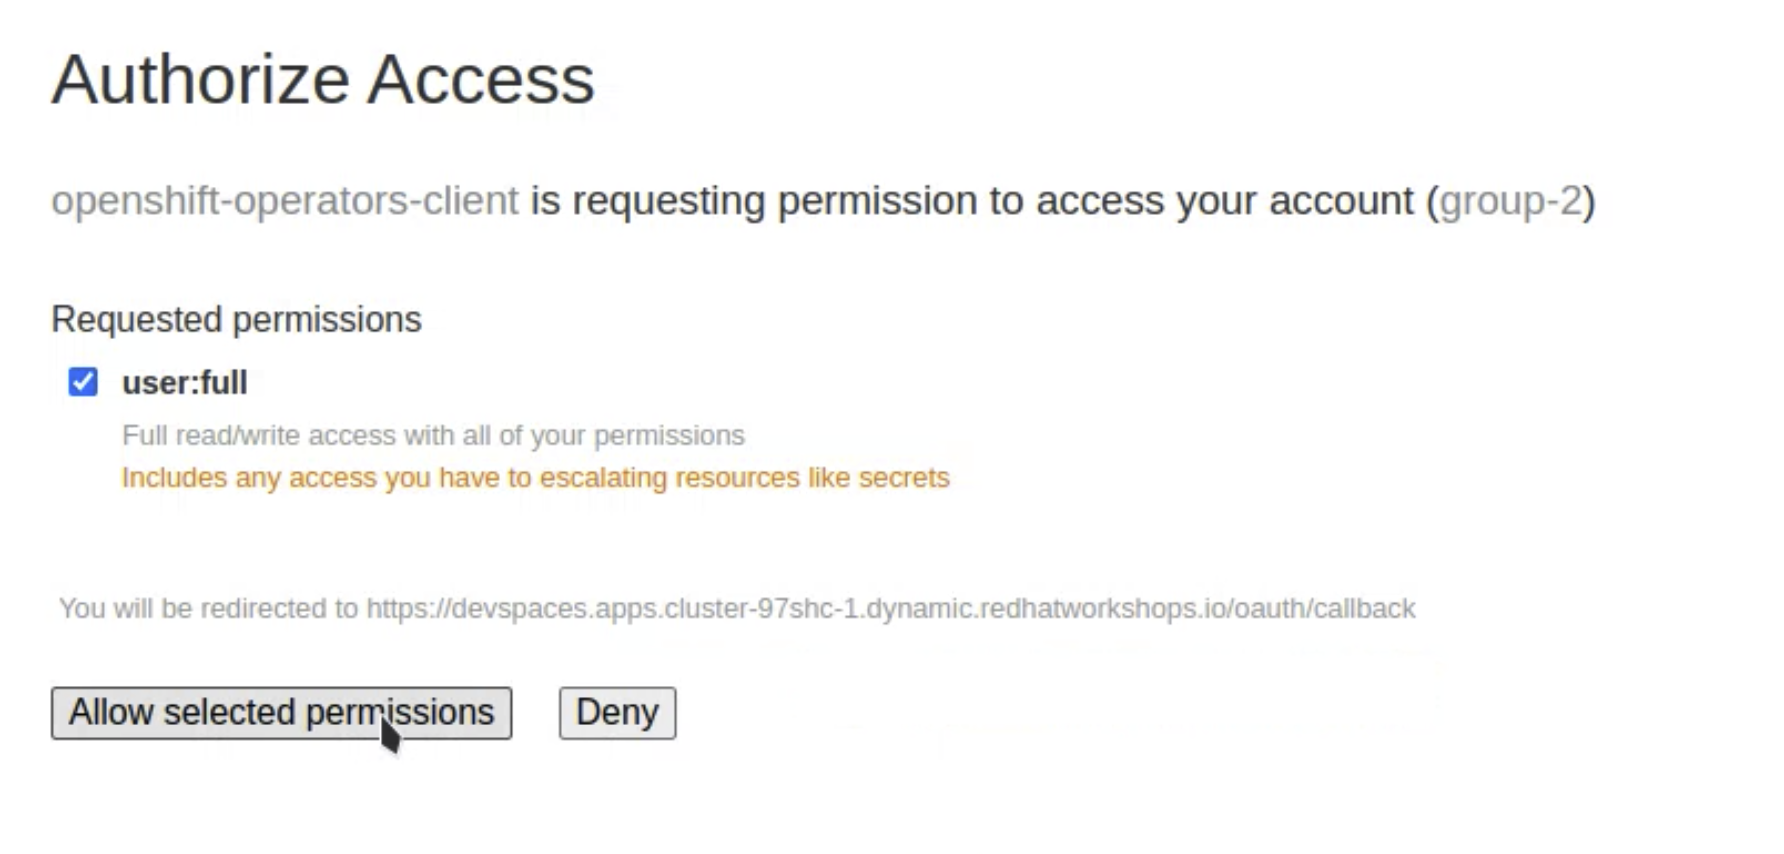 Authorize Access
openshift-operators-client is requesting permission to access your account (group-2)
Requested permissions
user:full
Full read/write access with all of your permissions
Includes any access you have to escalating resources like secrets
You will be redirected to https://devspaces.apps.cluster-97shc-1.dynamic.redhatworkshops.io/oauth/callback
Allow selected permissions Deny